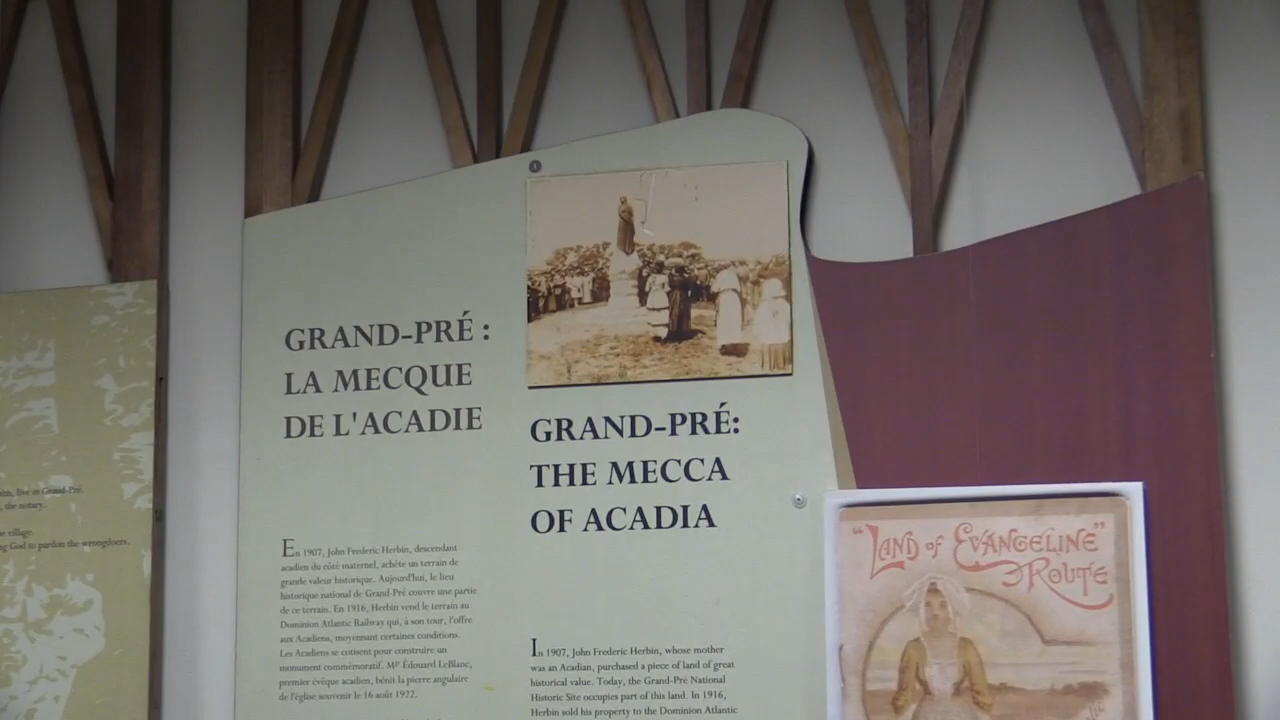 live in Grand-Pré.
, the notary.
village.
God to pardon the wrongdoers.
GRAND-PRÉ :
LA MECQUE
DE L'ACADIE
En 1907, John Frederic Herbin, descendant
acadien du côté maternel, achète un terrain de
grande valeur historique. Aujourd'hui, le lieu
historique national de Grand-Pré couvre une partie
de ce terrain. En 1916, Herbin vend le terrain au
Dominion Atlantic Railway qui, à son tour, l'offre
aux Acadiens, moyennant certaines conditions.
Les Acadiens se cotisent pour construire un
monument commémoratif. Mgr Édouard LeBlanc,
premier évêque acadien, bénit la pierre angulaire
de l'église souvenir le 16 août 1922.
GRAND-PRÉ:
THE MECCA
OF ACADIA
In 1907, John Frederic Herbin, whose mother
was an Acadian, purchased a piece of land of great
historical value. Today, the Grand-Pré National
Historic Site occupies part of this land. In 1916,
Herbin sold his property to the Dominion Atlantic
"LAND OF EVANGELINE"
ROUTE